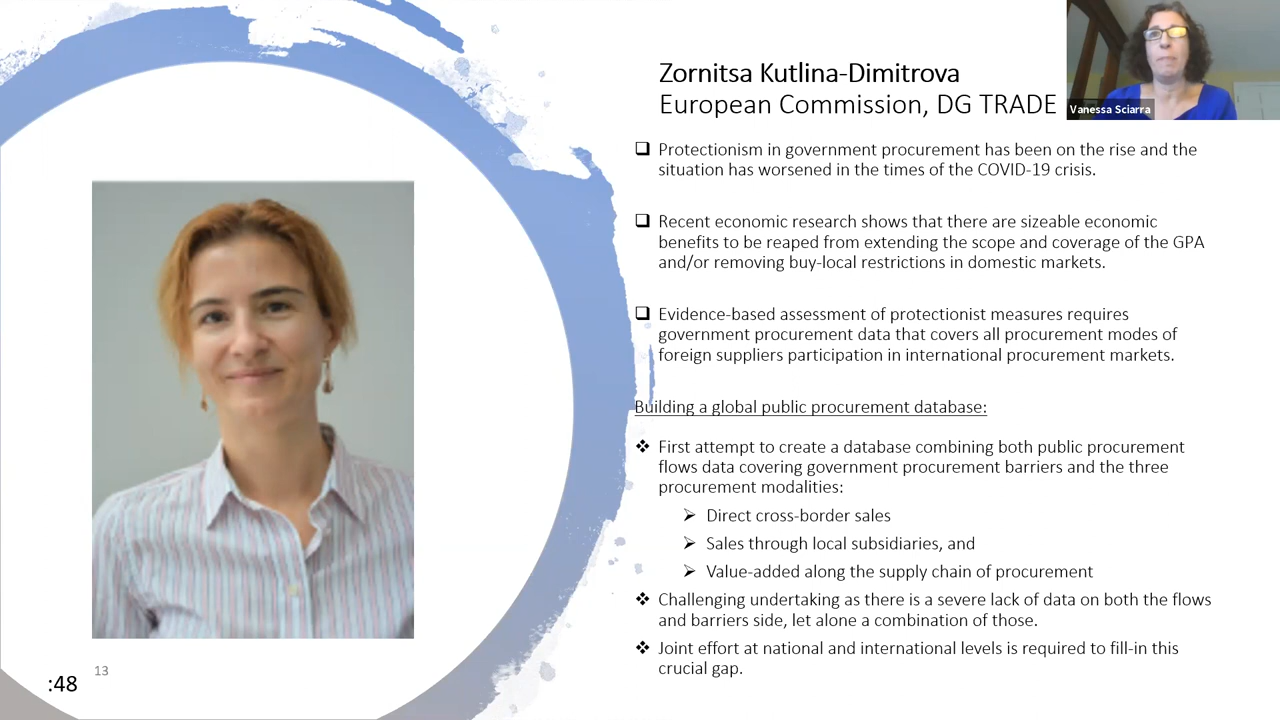 Zornitsa Kutlina-Dimitrova
European Commission, DG TRADE
Vanessa Sciarra
❑ Protectionism in government procurement has been on the rise and the
situation has worsened in the times of the COVID-19 crisis.
❑ Recent economic research shows that there are sizeable economic
benefits to be reaped from extending the scope and coverage of the GPA
and/or removing buy-local restrictions in domestic markets.
❑ Evidence-based assessment of protectionist measures requires
government procurement data that covers all procurement modes of
foreign suppliers participation in international procurement markets.
Building a global public procurement database:
❖ First attempt to create a database combining both public procurement
flows data covering government procurement barriers and the three
procurement modalities:
➢ Direct cross-border sales
➢ Sales through local subsidiaries, and
➢ Value-added along the supply chain of procurement
❖ Challenging undertaking as there is a severe lack of data on both the flows
and barriers side, let alone a combination of those.
❖ Joint effort at national and international levels is required to fill-in this
crucial gap.
13
:48